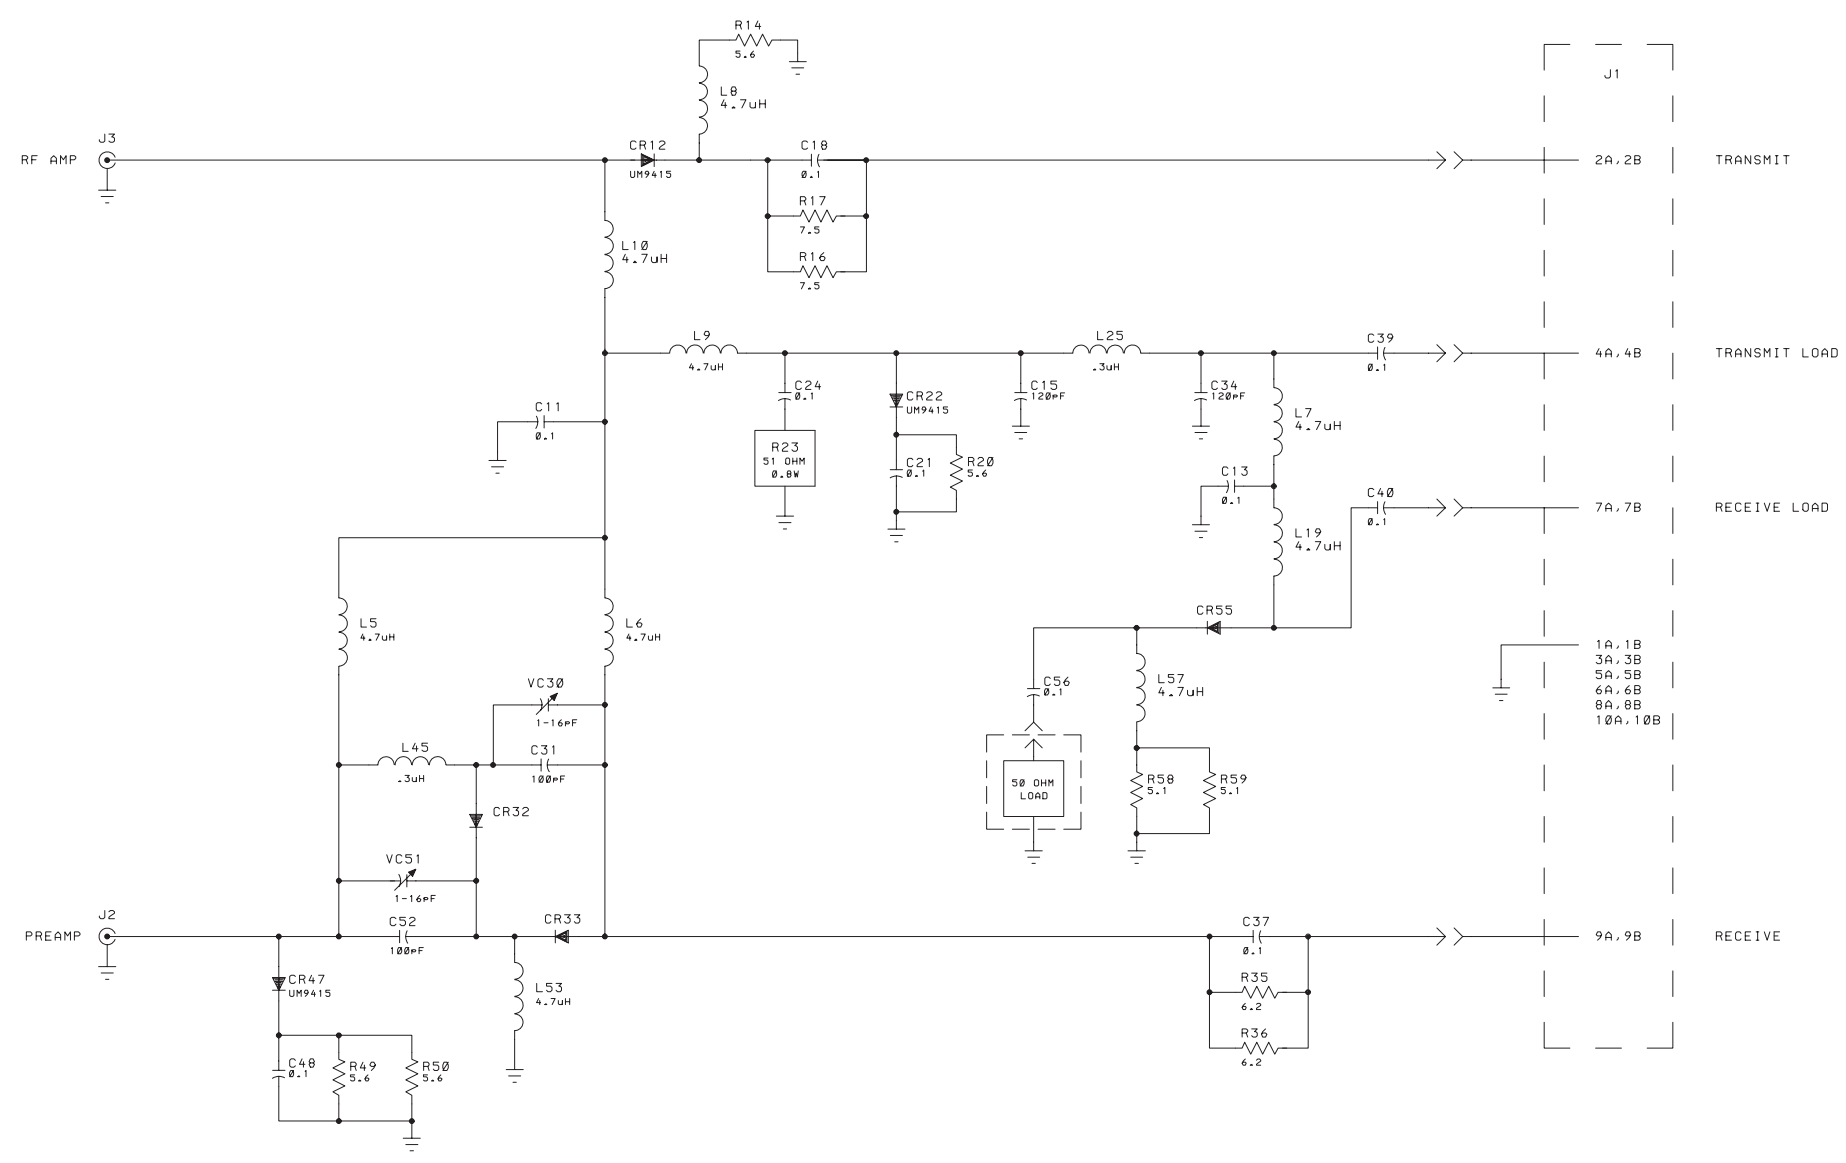 R14
5.6
J1
L8
4.7uH
J3
RF AMP
CR12
UM9415
C18
0.1
2A,2B
TRANSMIT
R17
7.5
L10
4.7uH
R16
7.5
L9
4.7uH
L25
.3uH
C39
0.1
4A,4B
TRANSMIT LOAD
C24
0.1
CR22
UM9415
C15
120pF
C34
120pF
C11
0.1
L7
4.7uH
R23
51 OHM
0.8W
C21
0.1
R20
5.6
C13
0.1
C40
0.1
7A,7B
RECEIVE LOAD
L19
4.7uH
L5
4.7uH
L6
4.7uH
CR55
1A,1B
3A,3B
5A,5B
6A,6B
8A,8B
10A,10B
VC30
1-16pF
C56
0.1
L57
4.7uH
L45
.3uH
C31
100pF
50 OHM
LOAD
R58
5.1
R59
5.1
CR32
VC51
1-16pF
J2
PREAMP
C52
100pF
CR33
C37
0.1
9A,9B
RECEIVE
CR47
UM9415
L53
4.7uH
R35
6.2
R36
6.2
C48
0.1
R49
5.6
R50
5.6